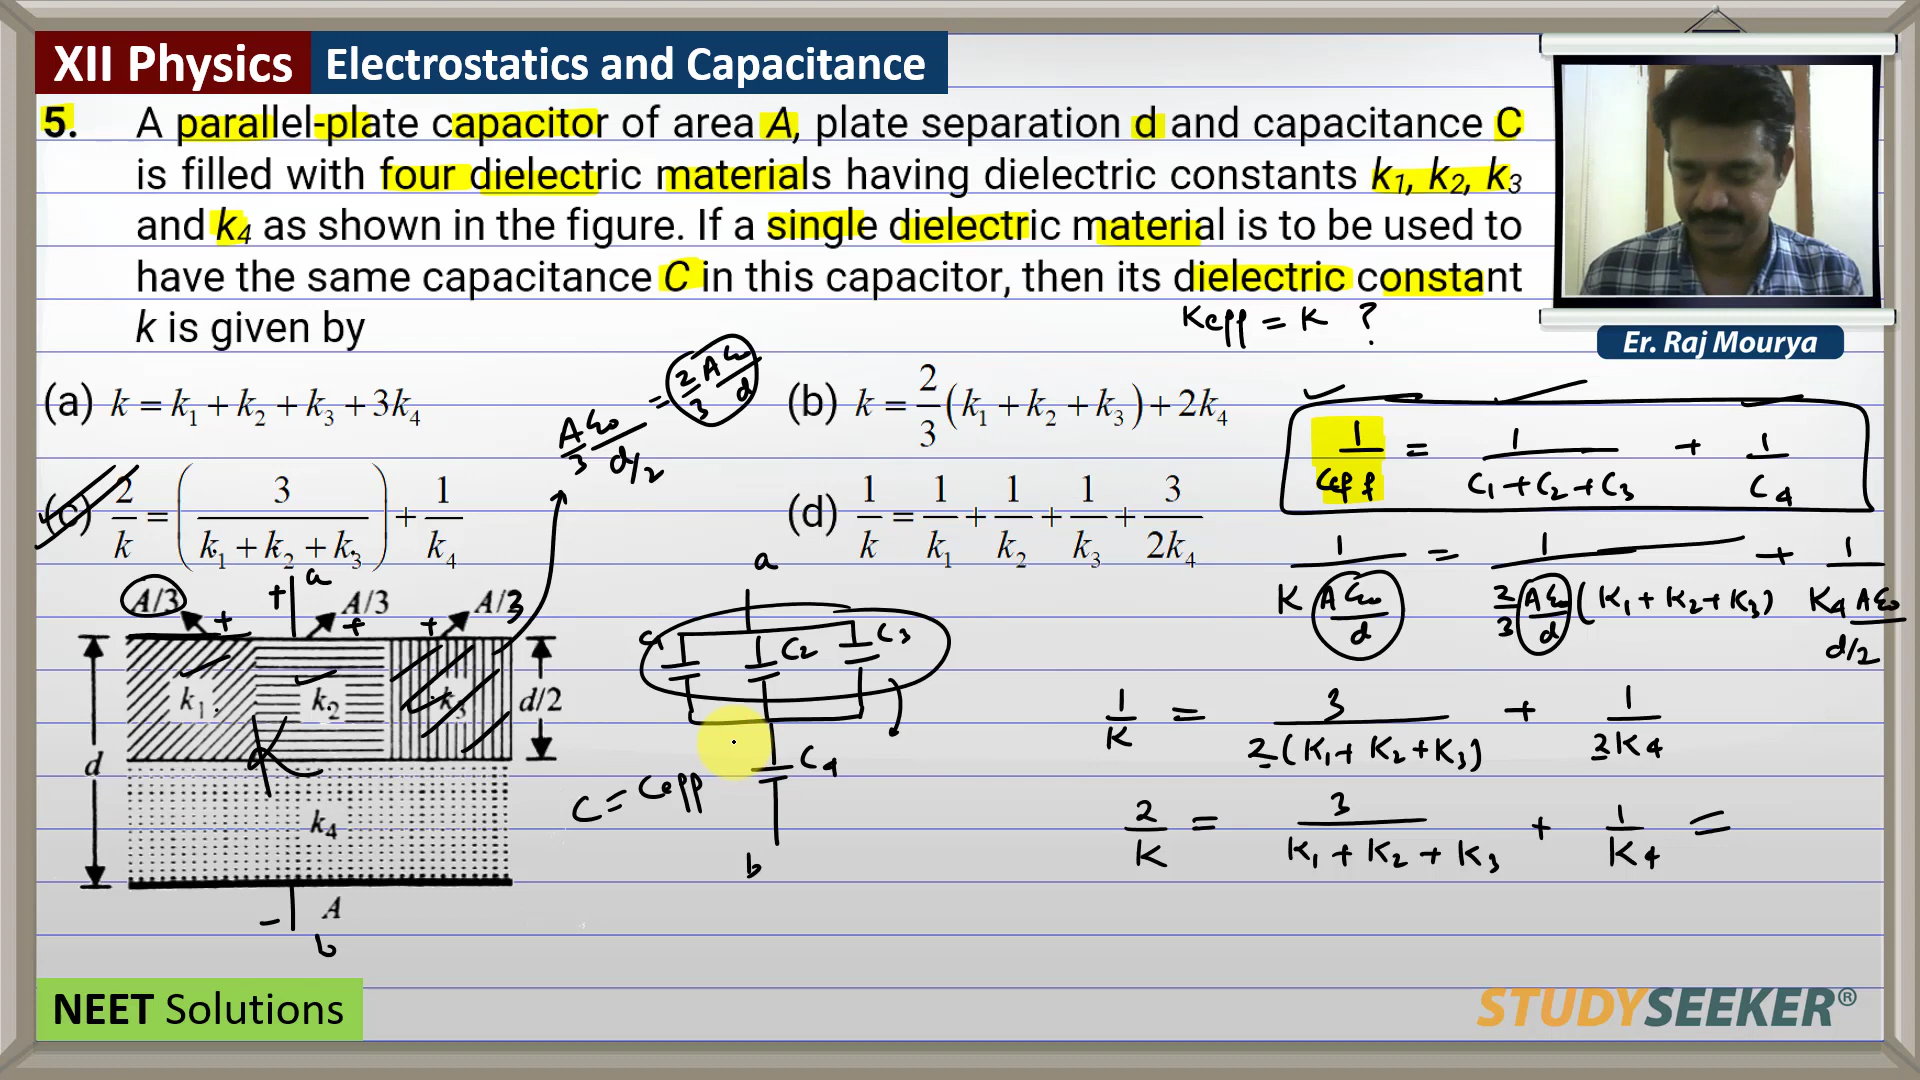 XII Physics Electrostatics and Capacitance
5. A parallel-plate capacitor of area A, plate separation d and capacitance C
is filled with four dielectric materials having dielectric constants k₁, k₂, k₃
and k₄ as shown in the figure. If a single dielectric material is to be used to
have the same capacitance C in this capacitor, then its dielectric constant
k is given by
Keff = K ?
Er. Raj Mourya
(a) k = k₁ + k₂ + k₃ + 3k₄
(b) k = 2/3 (k₁ + k₂ + k₃) + 2k₄
(c) 2/k = (3/(k₁ + k₂ + k₃)) + 1/k₄
(d) 1/k = 1/k₁ + 1/k₂ + 1/k₃ + 3/2k₄
A/3 ε₀ / d/2 = 2/3 Aε₀/d
1/Ceff = 1/(C₁ + C₂ + C₃) + 1/C₄
1/(K Aε₀/d) = 1/(2/3 Aε₀/d (K₁ + K₂ + K₃)) + 1/(K₄ Aε₀/d/2)
1/K = 3/(2(K₁ + K₂ + K₃)) + 1/2K₄
2/K = 3/(K₁ + K₂ + K₃) + 1/K₄ =
+ a
A/3 + A/3 + A/3 +
k₁ k₂ k₃ d/2
d
k₄
− A
b
a
C₁ C₂ C₃
C₄
C = Ceff
b
NEET Solutions
STUDYSEEKER®